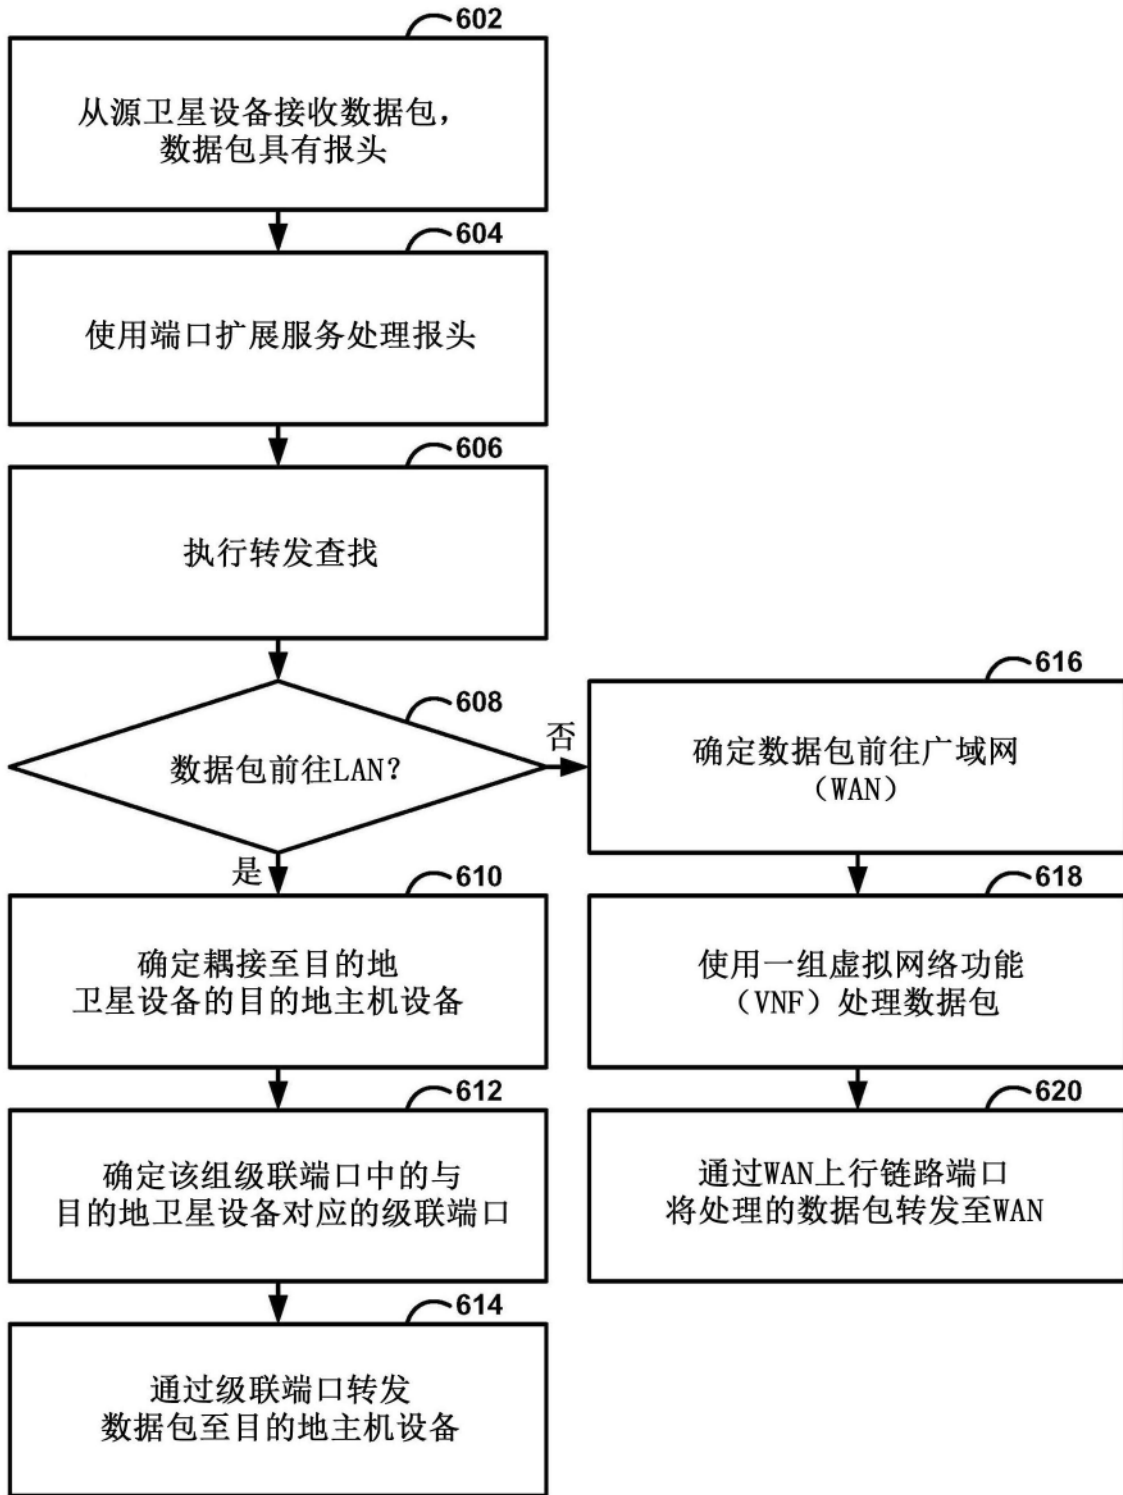 602
从源卫星设备接收数据包，
数据包具有报头
604
使用端口扩展服务处理报头
606
执行转发查找
608
数据包前往LAN？
否
是
610
确定耦接至目的地
卫星设备的目的地主机设备
612
确定该组级联端口中的与
目的地卫星设备对应的级联端口
614
通过级联端口转发
数据包至目的地主机设备
616
确定数据包前往广域网
（WAN）
618
使用一组虚拟网络功能
（VNF）处理数据包
620
通过WAN上行链路端口
将处理的数据包转发至WAN